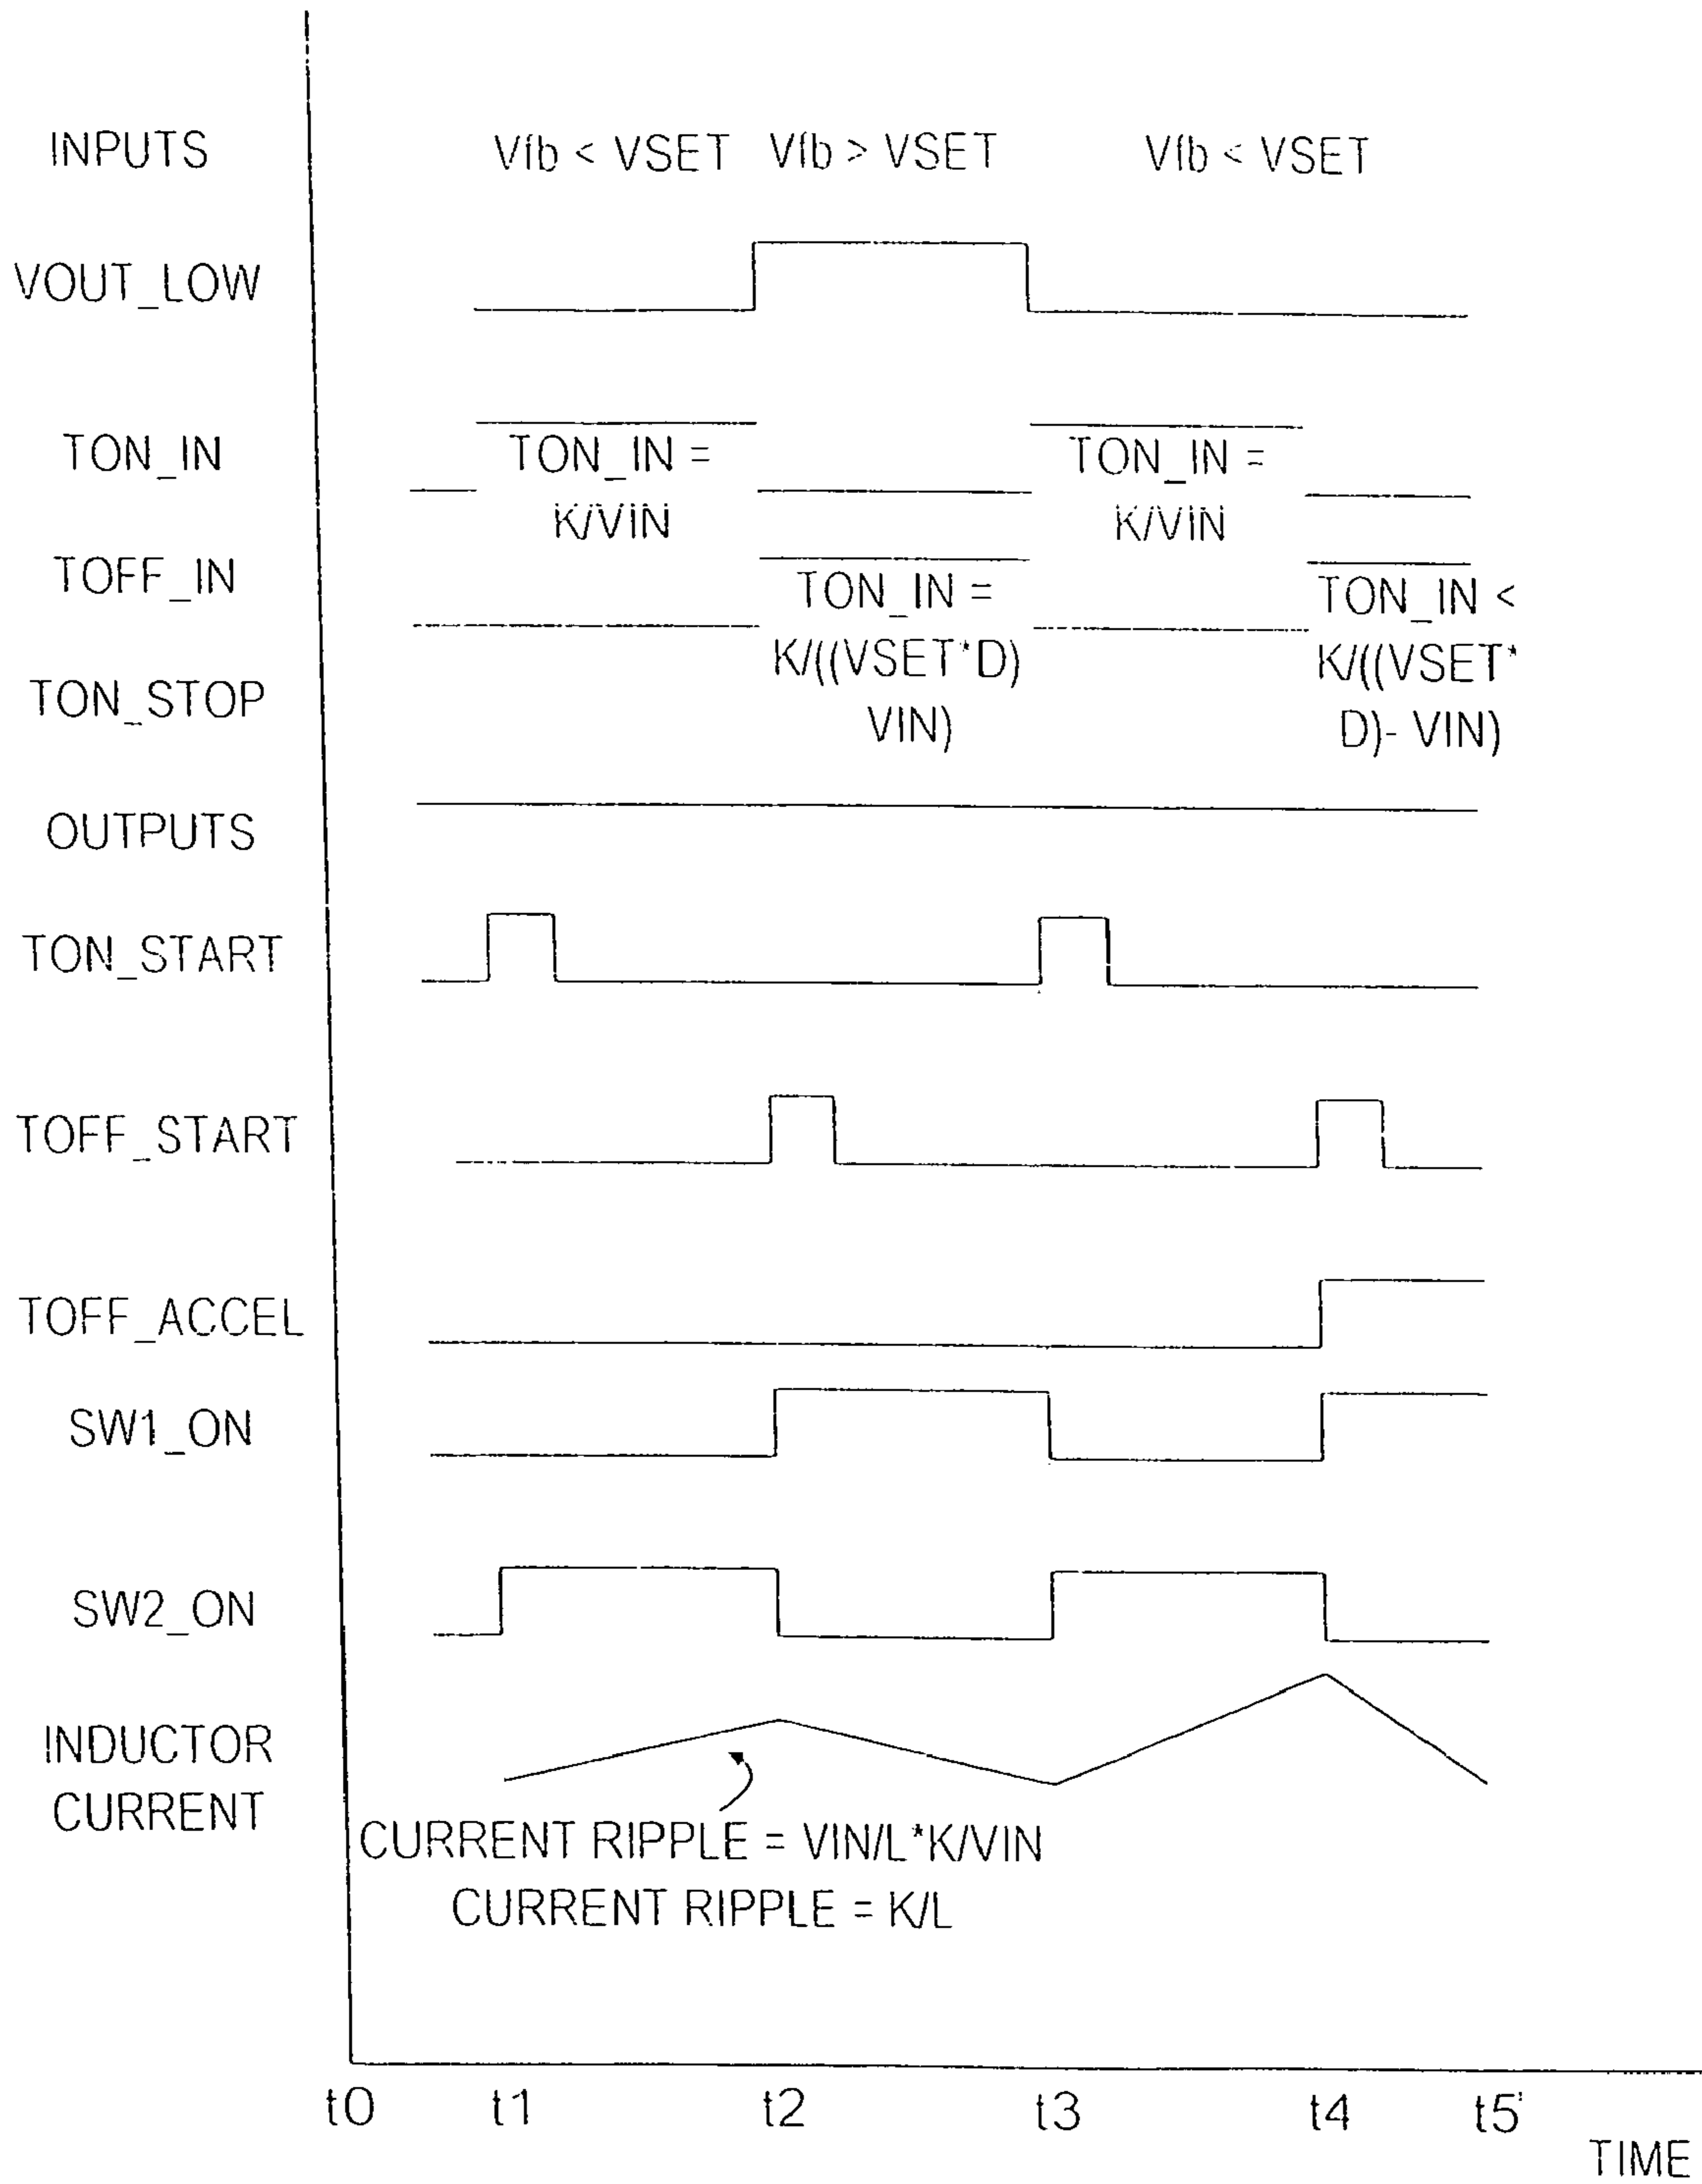 INPUTS
Vfb < VSET
Vfb > VSET
Vfb < VSET
VOUT_LOW
TON_IN
TON_IN =
K/VIN
TON_IN =
K/VIN
TOFF_IN
TON_IN =
K/((VSET*D)
VIN)
TON_IN <
K/((VSET*
D)- VIN)
TON_STOP
OUTPUTS
TON_START
TOFF_START
TOFF_ACCEL
SW1_ON
SW2_ON
INDUCTOR
CURRENT
CURRENT RIPPLE = VIN/L*K/VIN
CURRENT RIPPLE = K/L
t0
t1
t2
t3
t4
t5
TIME